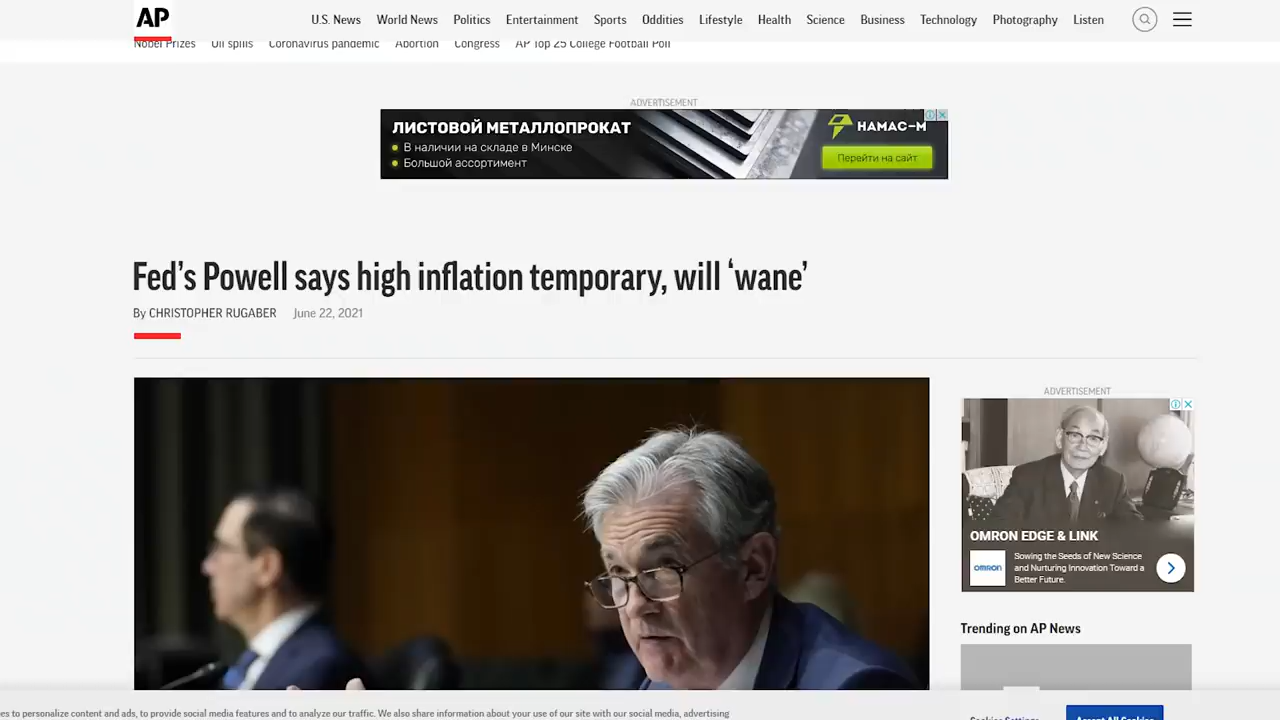 AP
U.S. News World News Politics Entertainment Sports Oddities Lifestyle Health Science Business Technology Photography Listen
Nobel Prizes Oil spills Coronavirus pandemic Abortion Congress AP Top 25 College Football Poll
ADVERTISEMENT
ЛИСТОВОЙ МЕТАЛЛОПРОКАТ
В наличии на складе в Минске
Большой ассортимент
НАМАС-М
Перейти на сайт
Fed's Powell says high inflation temporary, will ‘wane’
By CHRISTOPHER RUGABER June 22, 2021
ADVERTISEMENT
OMRON EDGE & LINK
OMRON
Sowing the Seeds of New Science
and Nurturing Innovation Toward a
Better Future.
Trending on AP News
es to personalize content and ads, to provide social media features and to analyze our traffic. We also share information about your use of our site with our social media, advertising
Cookies Settings
Accept All Cookies